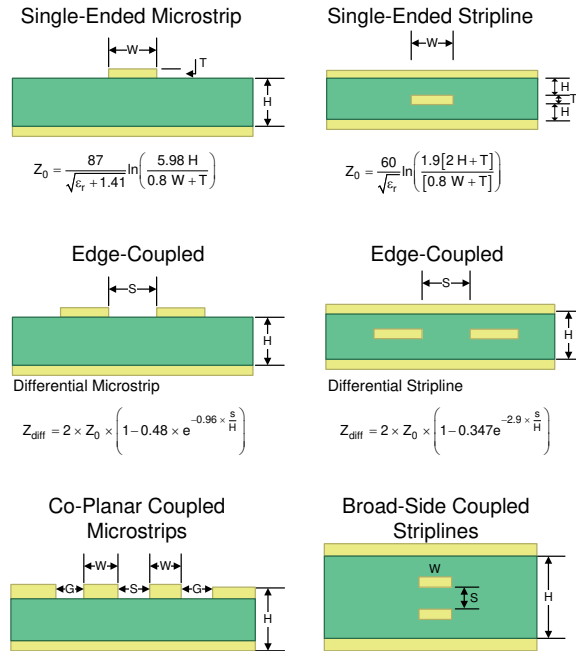 Single-Ended Microstrip
W
T
H
Z₀ = 87 / √(εᵣ + 1.41) ln(5.98 H / 0.8 W + T)
Single-Ended Stripline
W
H
T
H
Z₀ = 60 / √εᵣ ln(1.9[2 H + T] / [0.8 W + T])
Edge-Coupled
S
H
Differential Microstrip
Z_diff = 2 × Z₀ × (1 − 0.48 × e^(−0.96 × s/H))
Edge-Coupled
S
H
Differential Stripline
Z_diff = 2 × Z₀ × (1 − 0.347e^(−2.9 × s/H))
Co-Planar Coupled
Microstrips
W W
G S G
H
Broad-Side Coupled
Striplines
W
S
H